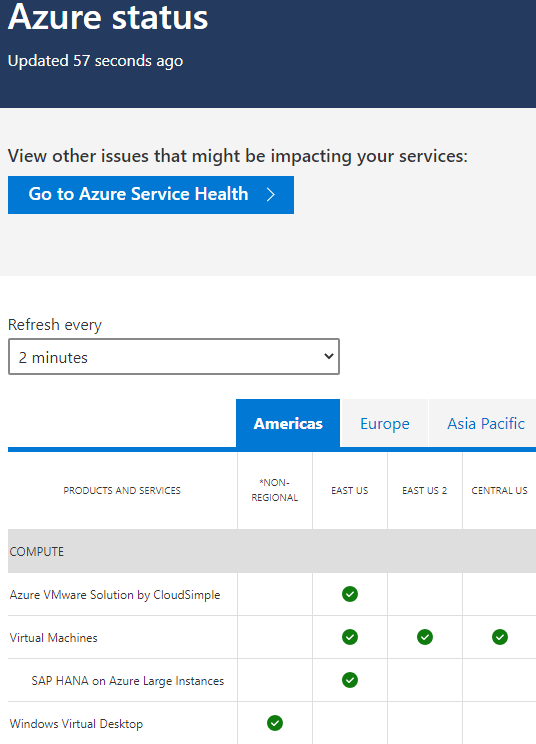 Azure status
Updated 57 seconds ago
View other issues that might be impacting your services:
Go to Azure Service Health
Refresh every
2 minutes
Americas Europe Asia Pacific
PRODUCTS AND SERVICES *NON-REGIONAL EAST US EAST US 2 CENTRAL US
COMPUTE
Azure VMware Solution by CloudSimple
Virtual Machines
SAP HANA on Azure Large Instances
Windows Virtual Desktop